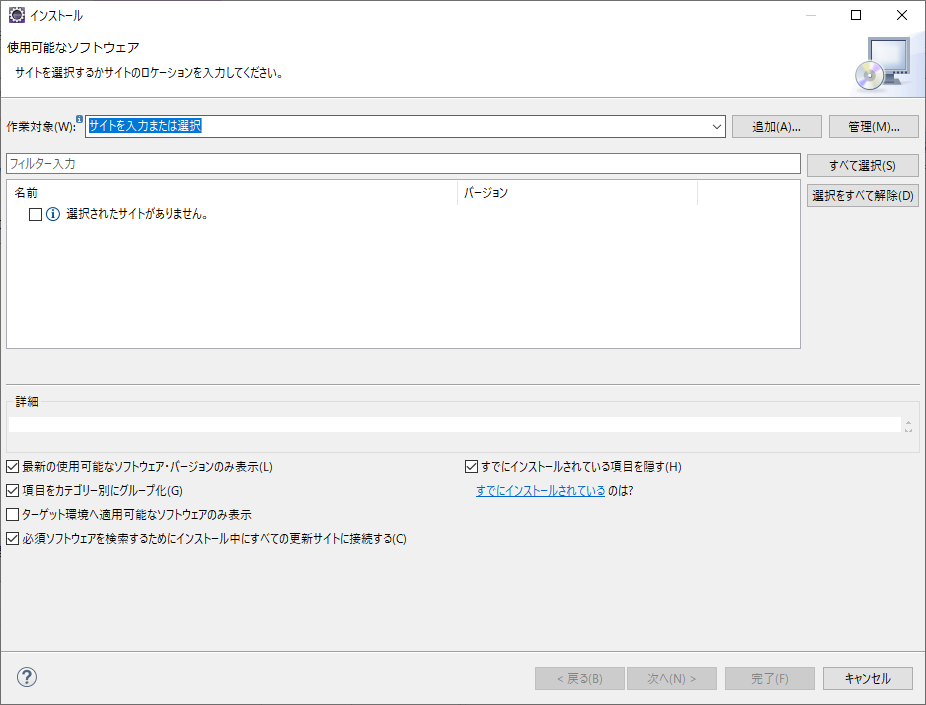 インストール
使用可能なソフトウェア
サイトを選択するかサイトのロケーションを入力してください。
作業対象(W): サイトを入力または選択 追加(A)... 管理(M)...
フィルター入力 すべて選択(S)
名前 バージョン 選択をすべて解除(D)
選択されたサイトがありません。
詳細
最新の使用可能なソフトウェア・バージョンのみ表示(L) すでにインストールされている項目を隠す(H)
項目をカテゴリー別にグループ化(G) すでにインストールされている のは?
ターゲット環境へ適用可能なソフトウェアのみ表示
必須ソフトウェアを検索するためにインストール中にすべての更新サイトに接続する(C)
? < 戻る(B) 次へ(N) > 完了(F) キャンセル